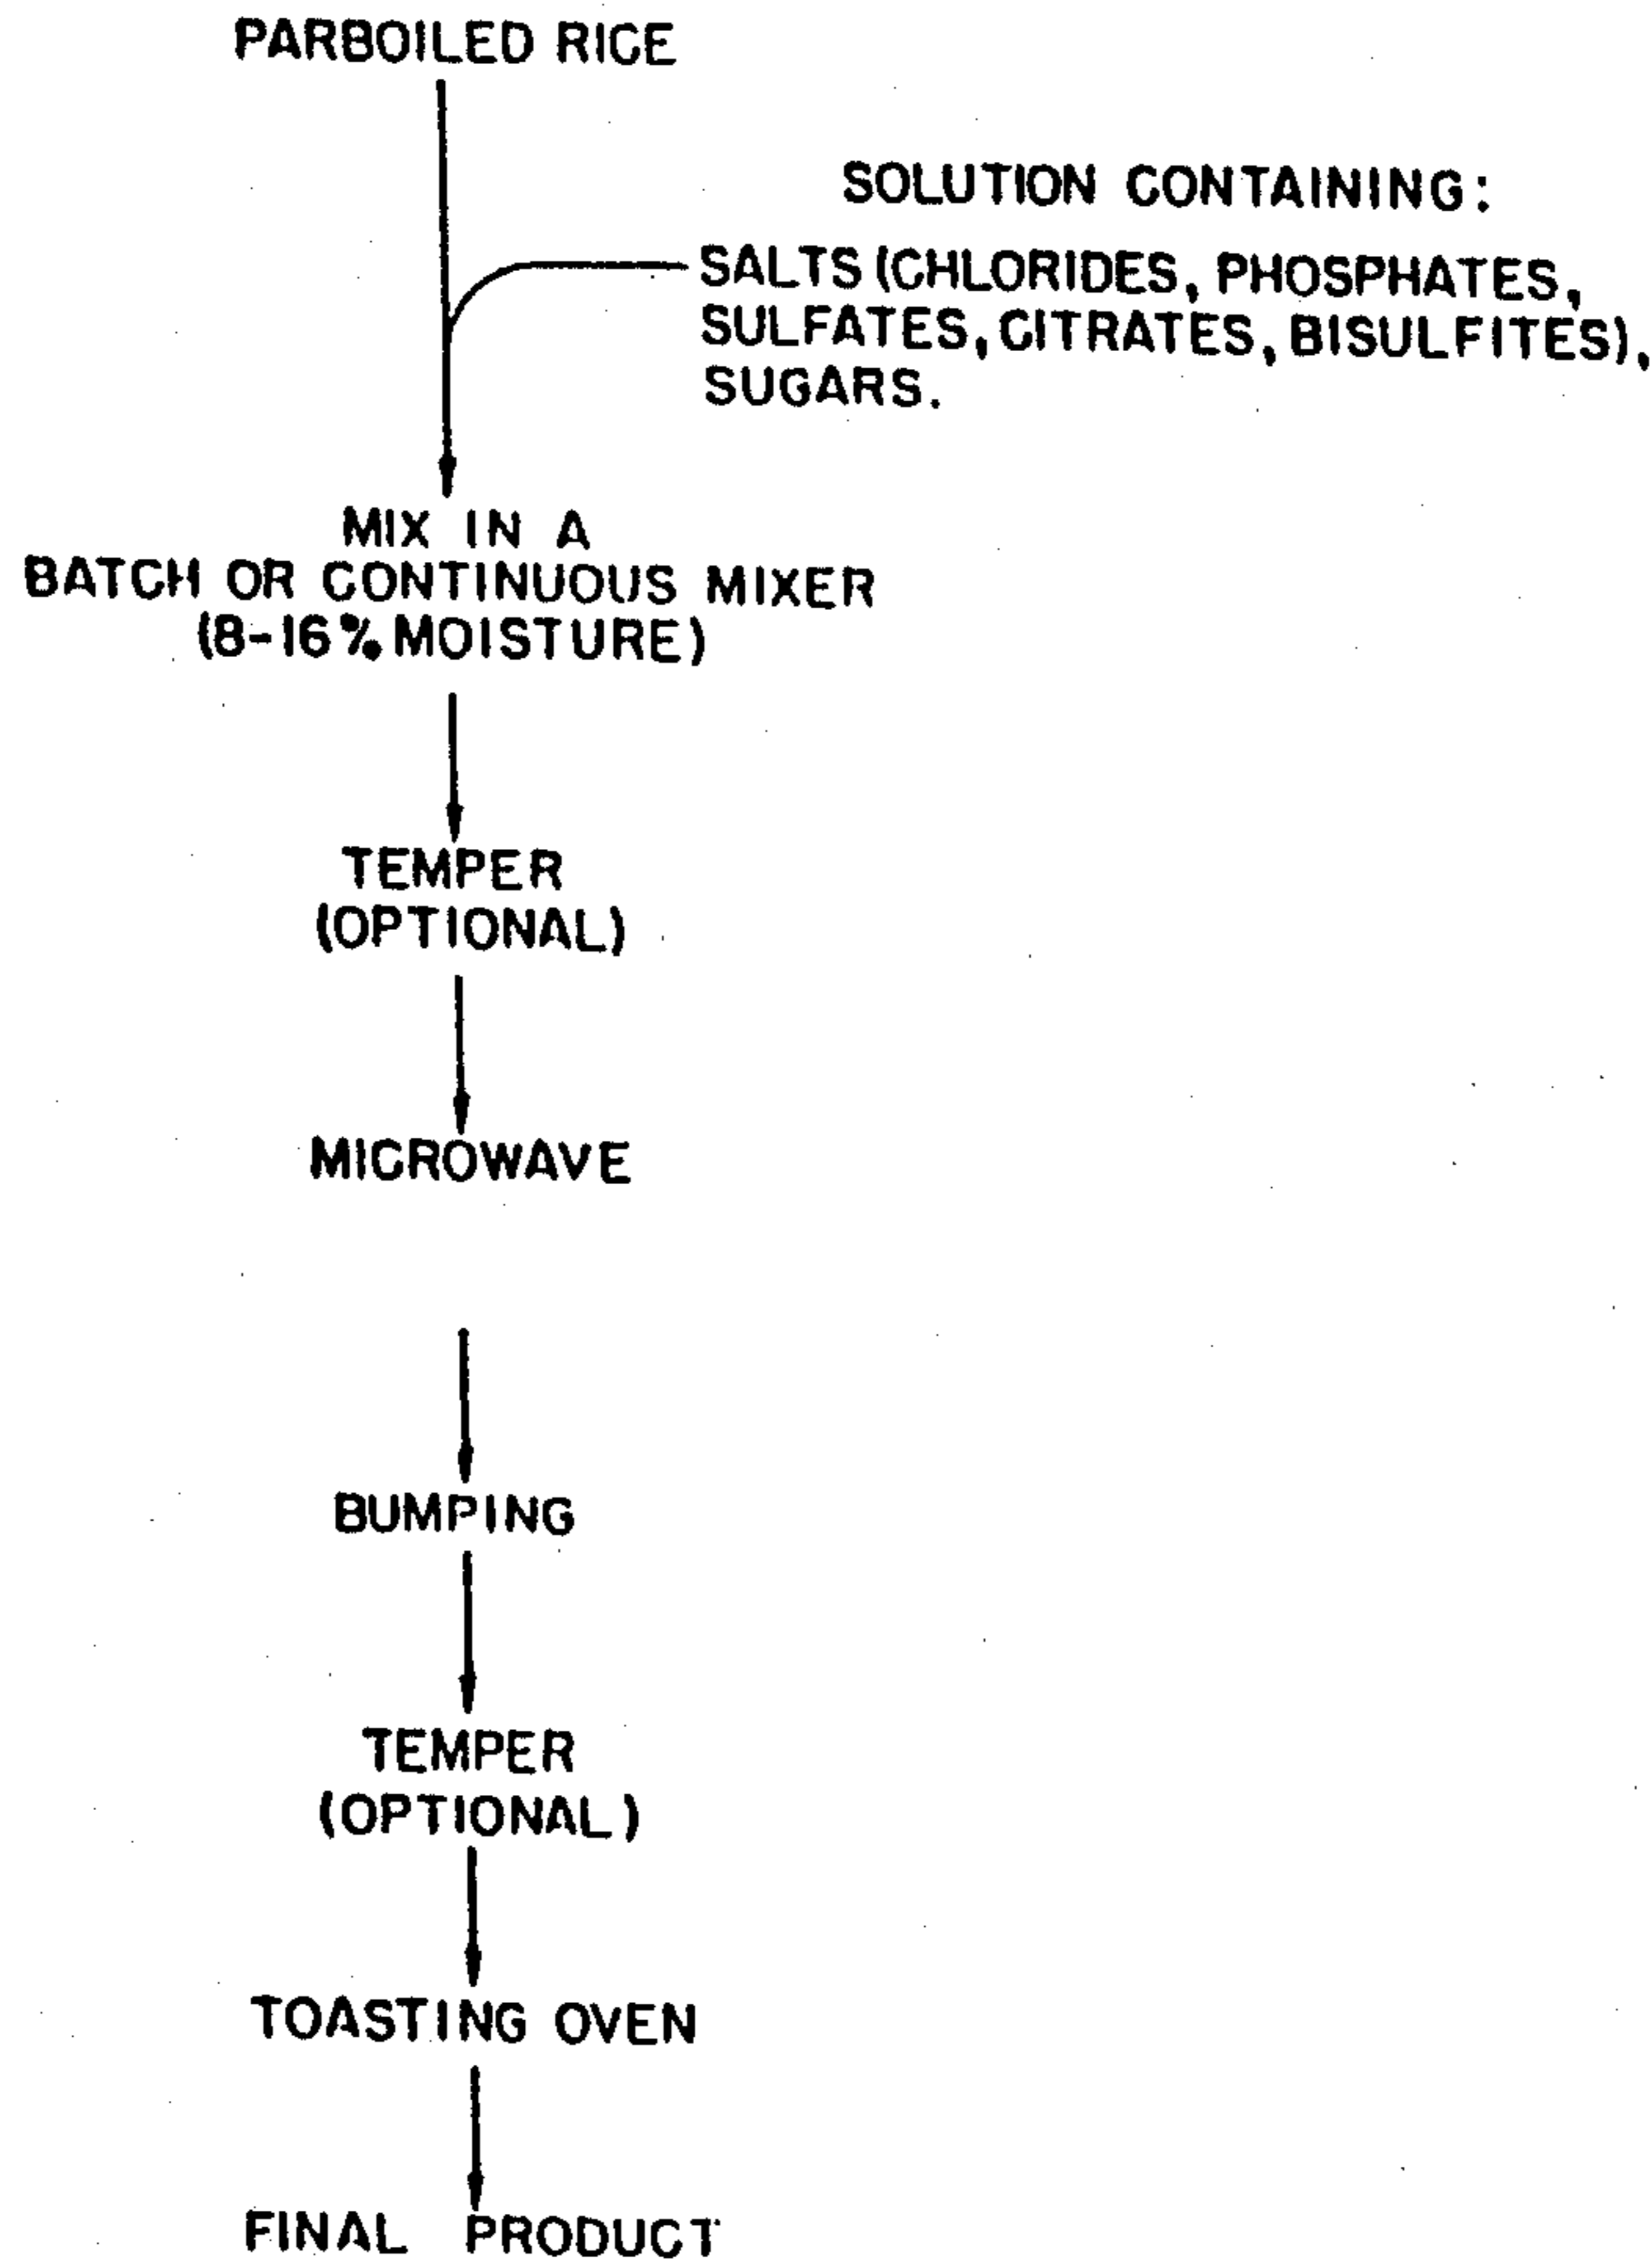 PARBOILED RICE
SOLUTION CONTAINING:
SALTS (CHLORIDES, PHOSPHATES,
SULFATES, CITRATES, BISULFITES),
SUGARS.
MIX IN A
BATCH OR CONTINUOUS MIXER
(8-16% MOISTURE)
TEMPER
(OPTIONAL)
MICROWAVE
BUMPING
TEMPER
(OPTIONAL)
TOASTING OVEN
FINAL PRODUCT